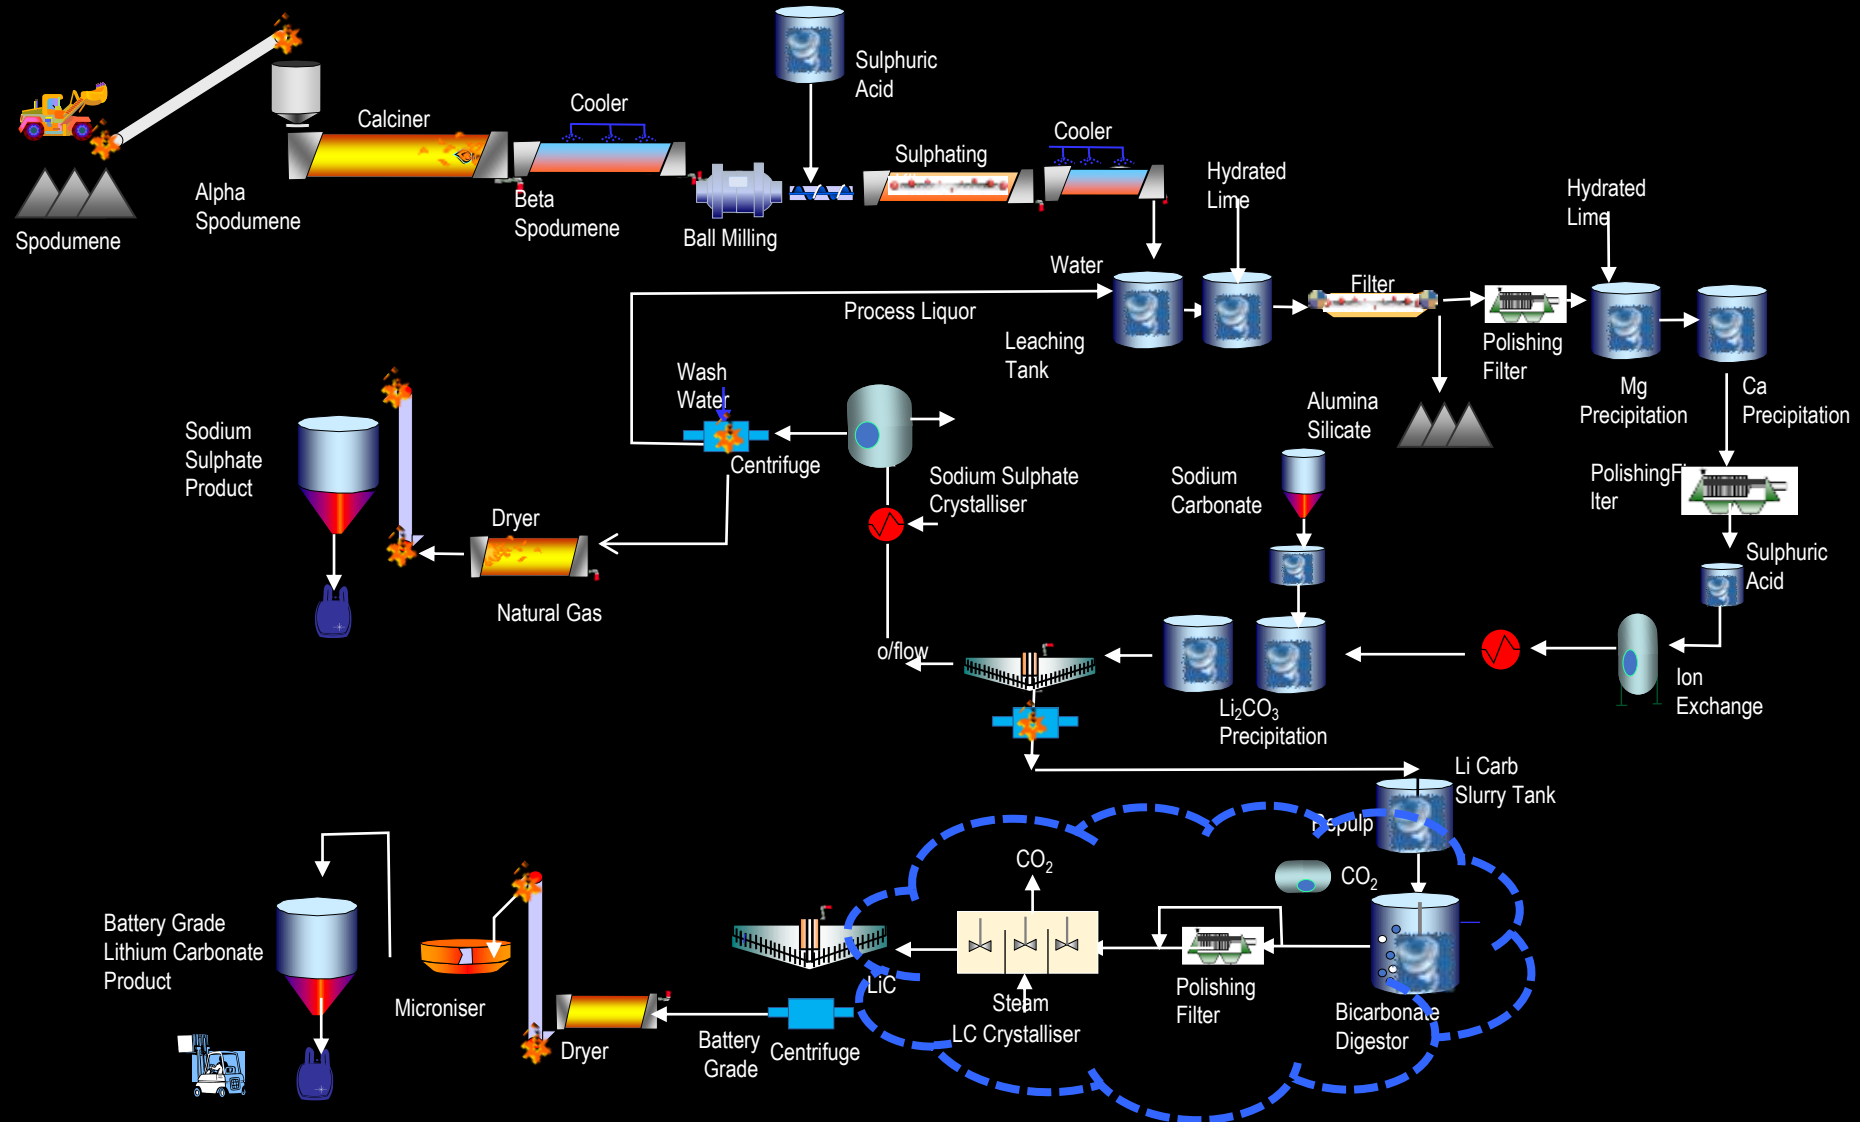 Sulphuric
Acid
Calciner
Cooler
Sulphating
Cooler
Alpha
Spodumene
Beta
Spodumene
Spodumene
Ball Milling
Hydrated
Lime
Hydrated
Lime
Water
Process Liquor
Leaching
Tank
Filter
Polishing
Filter
Mg
Precipitation
Ca
Precipitation
Wash
Water
Centrifuge
Alumina
Silicate
Sodium
Sulphate
Product
Sodium Sulphate
Crystalliser
Sodium
Carbonate
PolishingFi
lter
Dryer
Natural Gas
Sulphuric
Acid
o/flow
Ion
Exchange
Li₂CO₃
Precipitation
Li Carb
Slurry Tank
Repulp
CO₂
CO₂
Battery Grade
Lithium Carbonate
Product
Microniser
LiC
Steam
LC Crystalliser
Polishing
Filter
Bicarbonate
Digestor
Dryer
Battery
Grade
Centrifuge